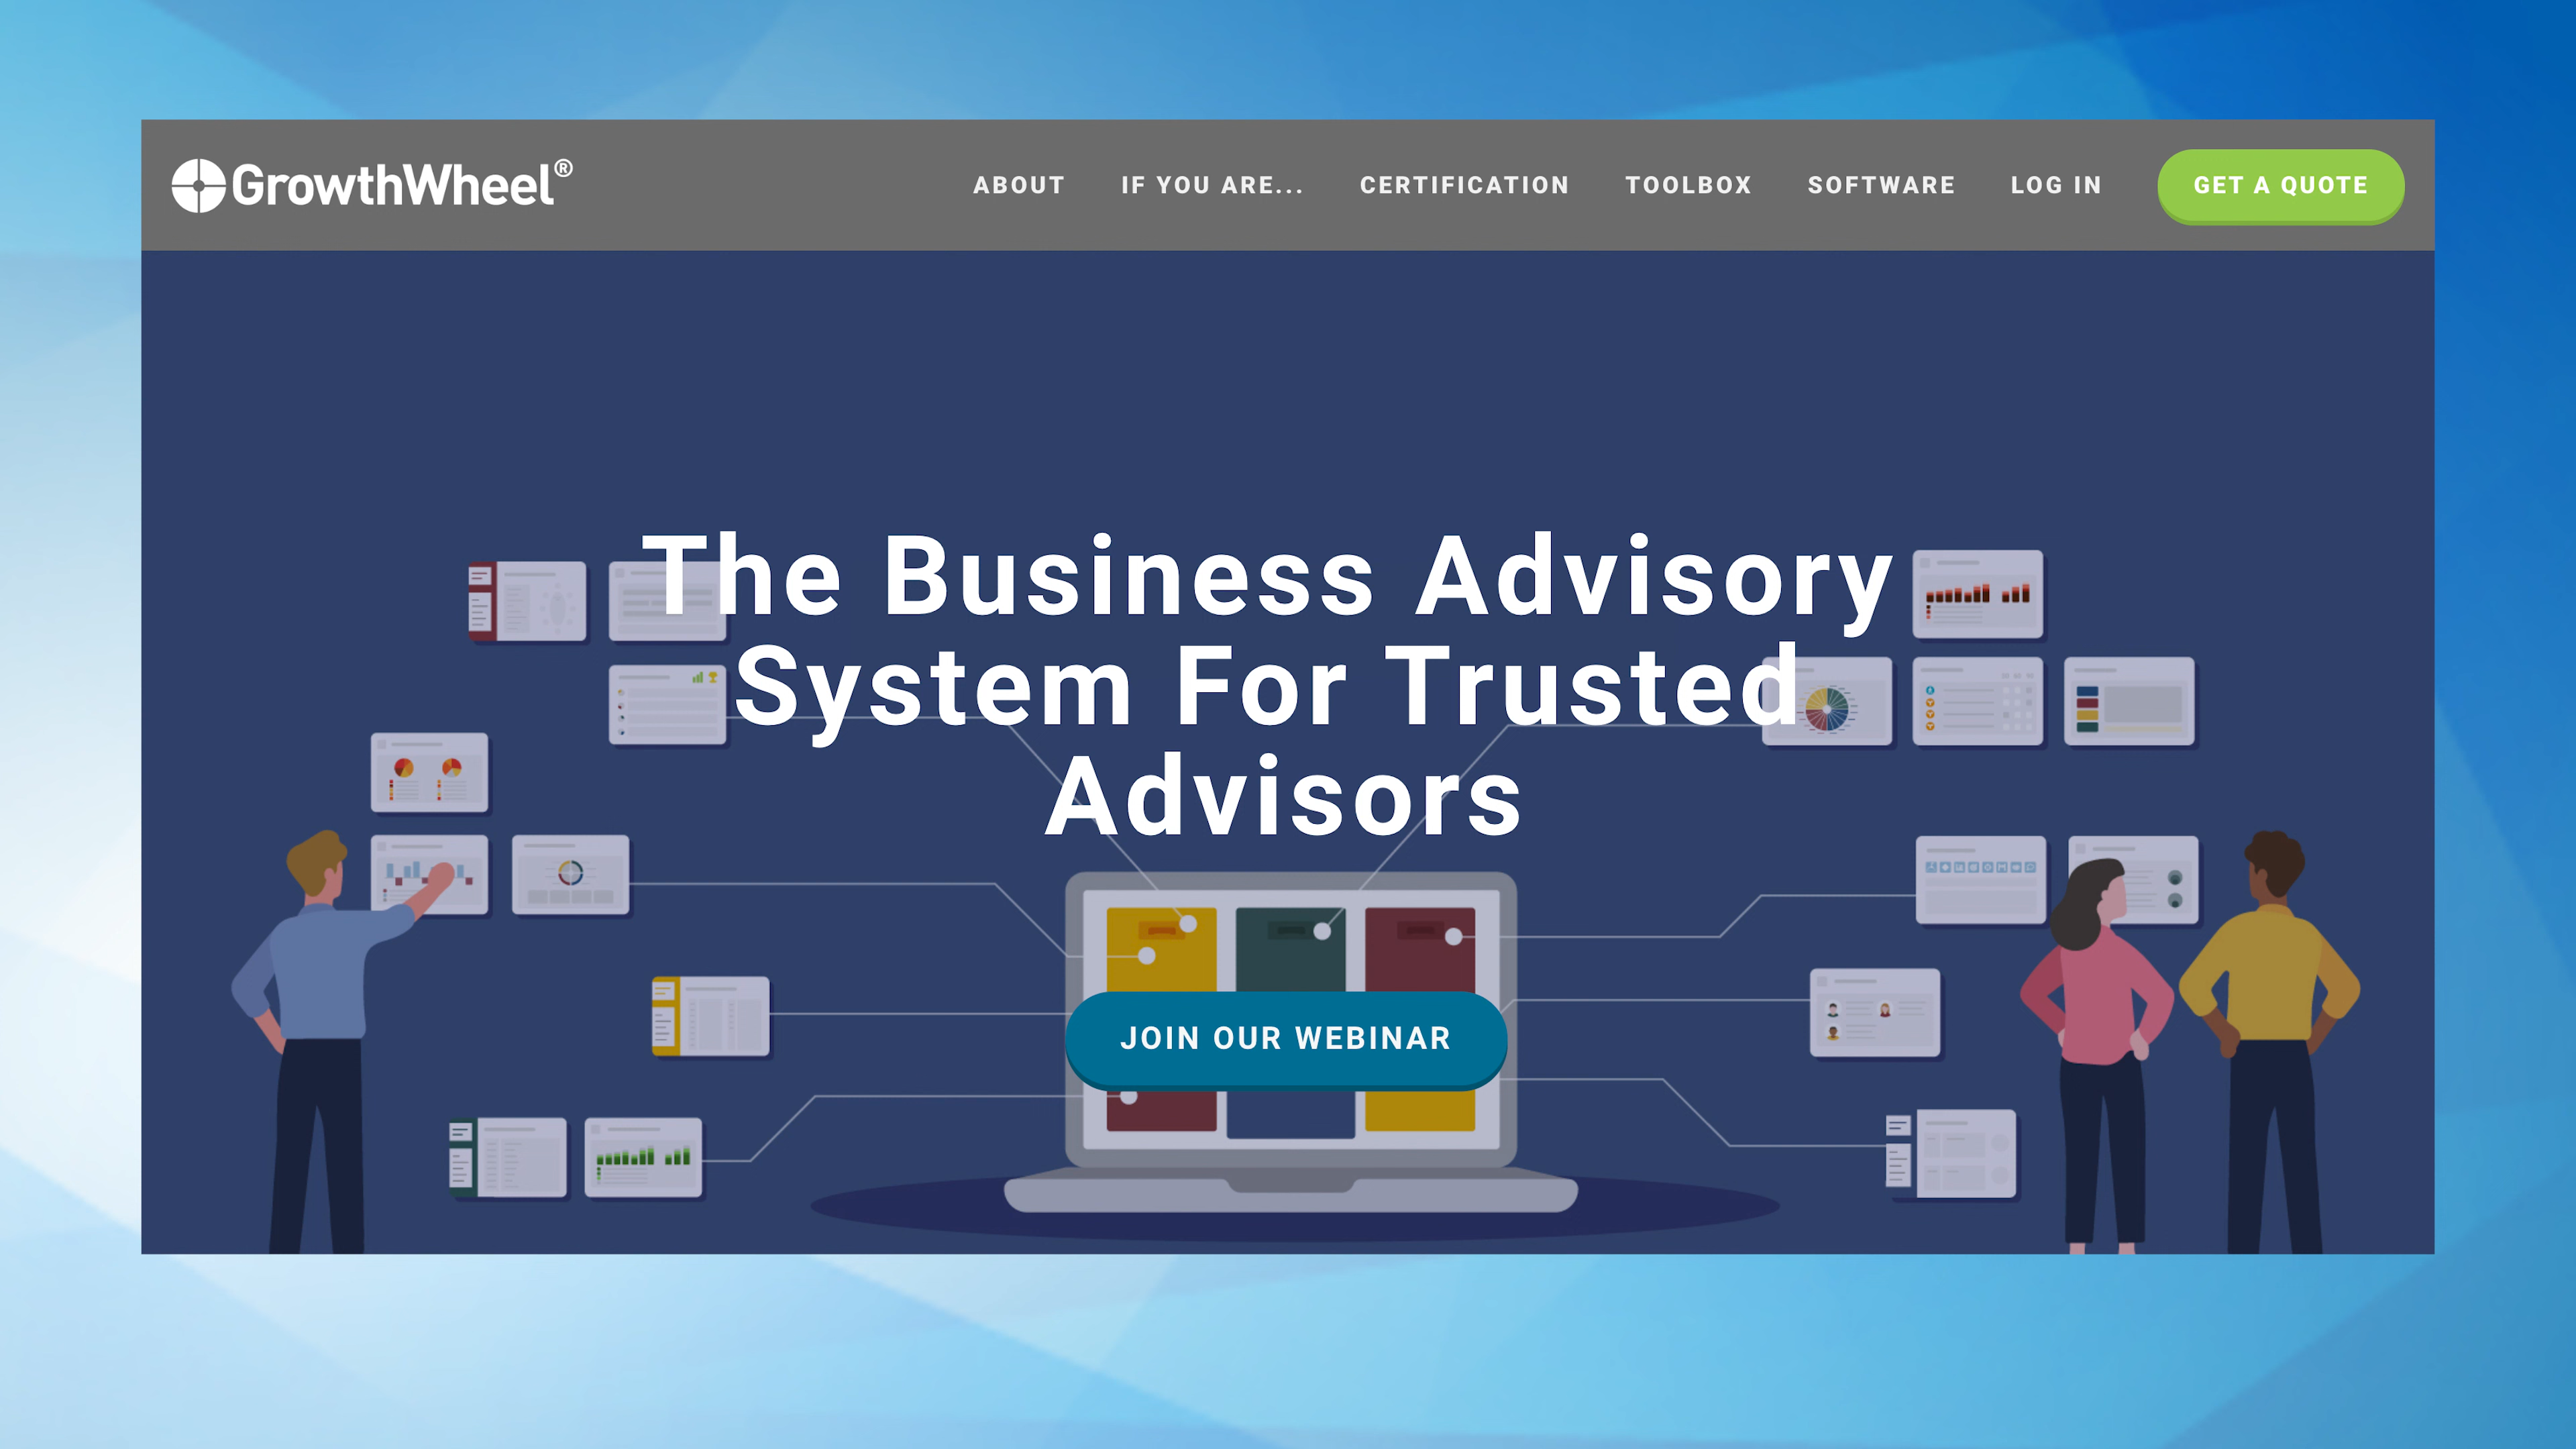 GrowthWheel®
ABOUT
IF YOU ARE...
CERTIFICATION
TOOLBOX
SOFTWARE
LOG IN
GET A QUOTE
The Business Advisory
System For Trusted
Advisors
JOIN OUR WEBINAR